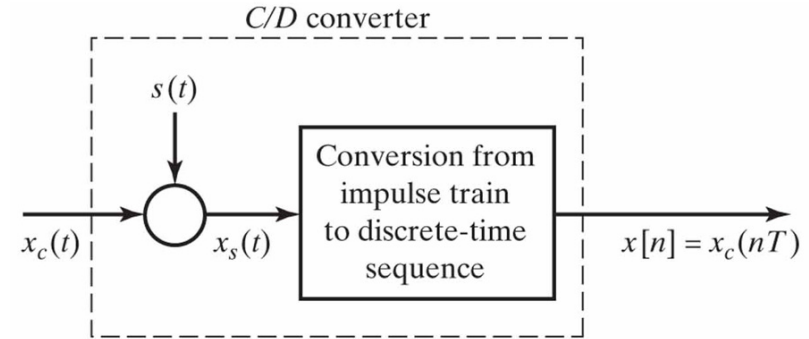 C/D converter
s(t)
Conversion from
impulse train
to discrete-time
sequence
x_c(t)
x_s(t)
x[n] = x_c(nT)